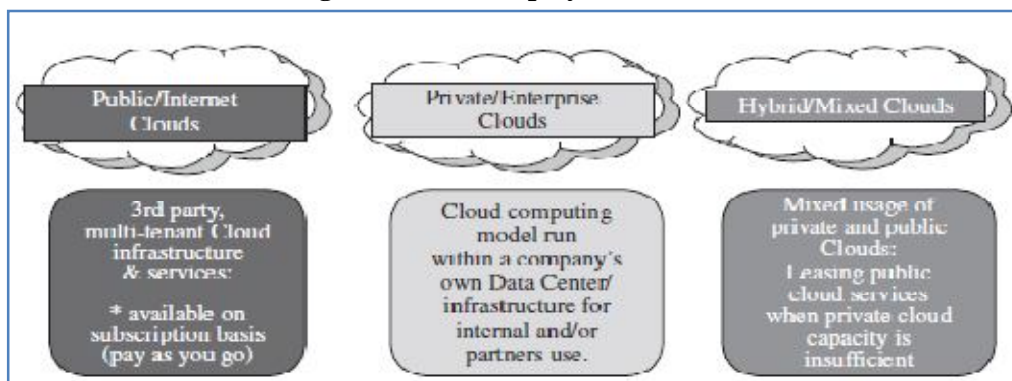 Public/Internet
Clouds
Private/Enterprise
Clouds
Hybrid/Mixed Clouds
3rd party,
multi-tenant Cloud
infrastructure
& services:
* available on
subscription basis
(pay as you go)
Cloud computing
model run
within a company's
own Data Center/
infrastructure for
internal and/or
partners use.
Mixed usage of
private and public
Clouds:
Leasing public
cloud services
when private cloud
capacity is
insufficient